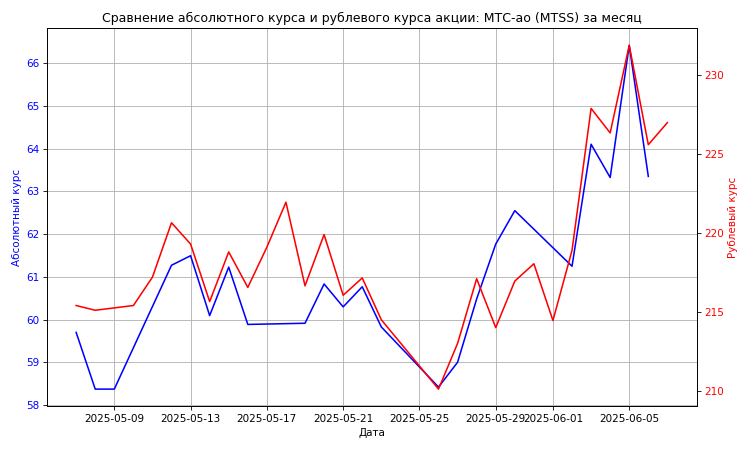 Сравнение абсолютного курса и рублевого курса акции: МТС-ао (MTSS) за месяц
Абсолютный курс
66
65
64
63
62
61
60
59
58
230
225
220
215
210
Рублевый курс
2025-05-09 2025-05-13 2025-05-17 2025-05-21 2025-05-25 2025-05-29 2025-06-01 2025-06-05
Дата